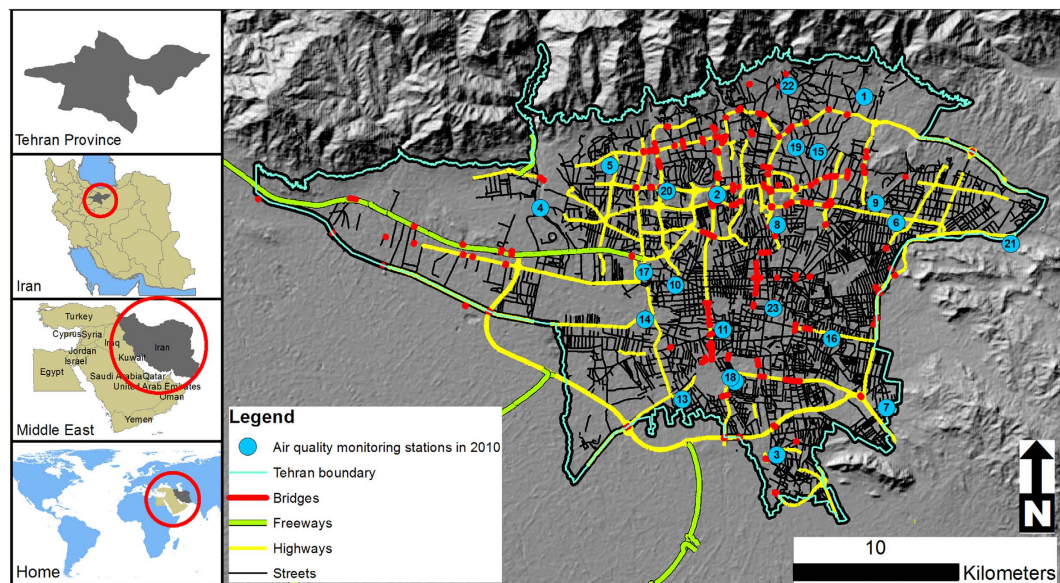 Tehran Province
Iran
Turkey
Cyprus
Syria
Iraq
Iran
Jordan
Israel
Kuwait
Egypt
Saudi Arabia
Qatar
United Arab Emirates
Oman
Yemen
Middle East
Home
22
1
19
15
5
20
2
4
9
6
8
21
17
10
23
14
11
16
18
13
7
3
Legend
Air quality monitoring stations in 2010
Tehran boundary
Bridges
Freeways
Highways
Streets
N
10
Kilometers